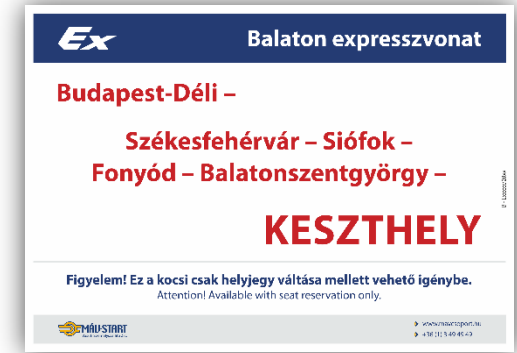 Ex Balaton expresszvonat
Budapest-Déli –
Székesfehérvár – Siófok –
Fonyód – Balatonszentgyörgy –
KESZTHELY
Figyelem! Ez a kocsi csak helyjegy váltása mellett vehető igénybe.
Attention! Available with seat reservation only.
MÁV-START